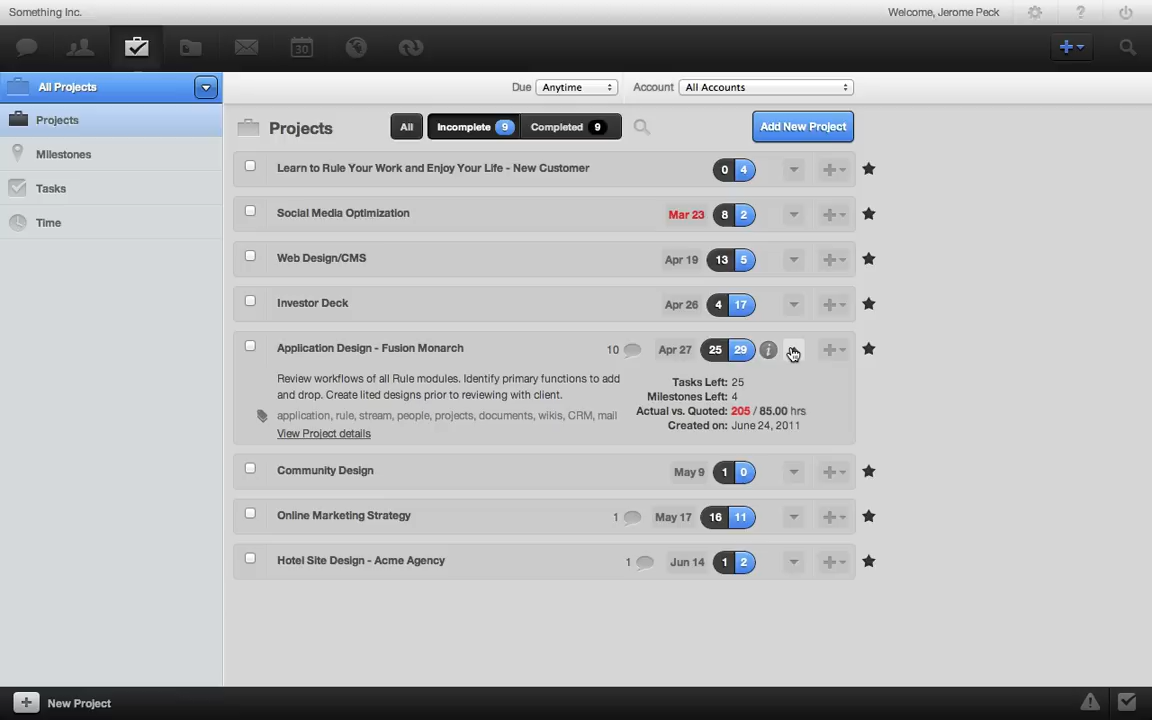 Something Inc.
Welcome, Jerome Peck
?
30
All Projects
Due Anytime Account All Accounts
Projects
Milestones
Tasks
Time
Projects
All Incomplete 9 Completed 9
Add New Project
Learn to Rule Your Work and Enjoy Your Life - New Customer 0 4
Social Media Optimization Mar 23 8 2
Web Design/CMS Apr 19 13 5
Investor Deck Apr 26 4 17
Application Design - Fusion Monarch 10 Apr 27 25 29 i
Review workflows of all Rule modules. Identify primary functions to add
and drop. Create lited designs prior to reviewing with client.
application, rule, stream, people, projects, documents, wikis, CRM, mail
View Project details
Tasks Left: 25
Milestones Left: 4
Actual vs. Quoted: 205 / 85.00 hrs
Created on: June 24, 2011
Community Design May 9 1 0
Online Marketing Strategy 1 May 17 16 11
Hotel Site Design - Acme Agency 1 Jun 14 1 2
New Project